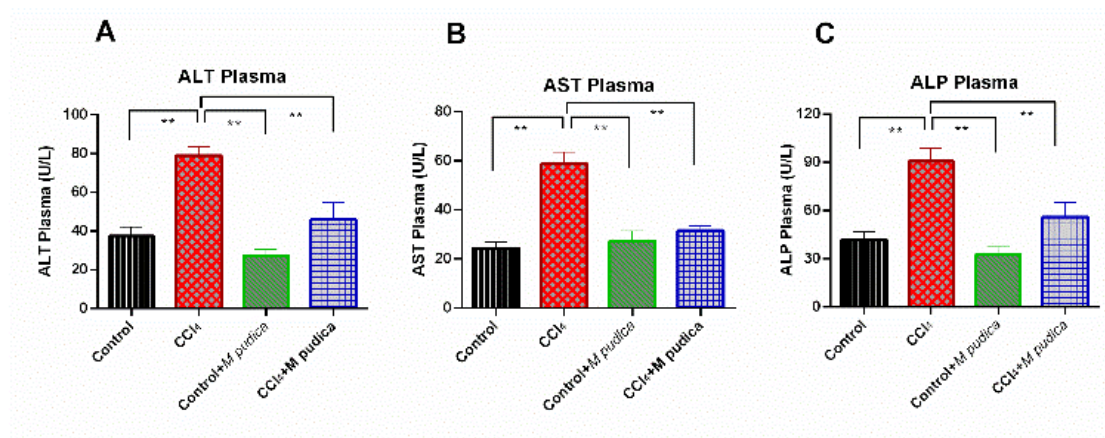 A
ALT Plasma
ALT Plasma (U/L)
100
80
60
40
20
0
**
**
**
Control
CCl₄
Control+M pudica
CCl₄+M pudica
B
AST Plasma
AST Plasma (U/L)
80
60
40
20
0
**
**
**
Control
CCl₄
Control+M pudica
CCl₄+M pudica
C
ALP Plasma
ALP Plasma (U/L)
120
90
60
30
0
**
**
**
Control
CCl₄
Control+M pudica
CCl₄+M pudica